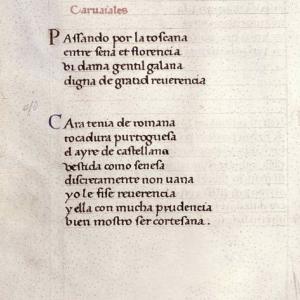 Caruaiales
PAssando por la toscana
entre sena et florencia
vi dama gentil galana
digna de grand reuerencia
CAra tenia de romana
tocadura purtoguesa
el ayre de castellana
vestida como senesa
discretamente non uana
yo le fise reuerencia
y ella con mucha prudencia
bien mostro ser cortesana.